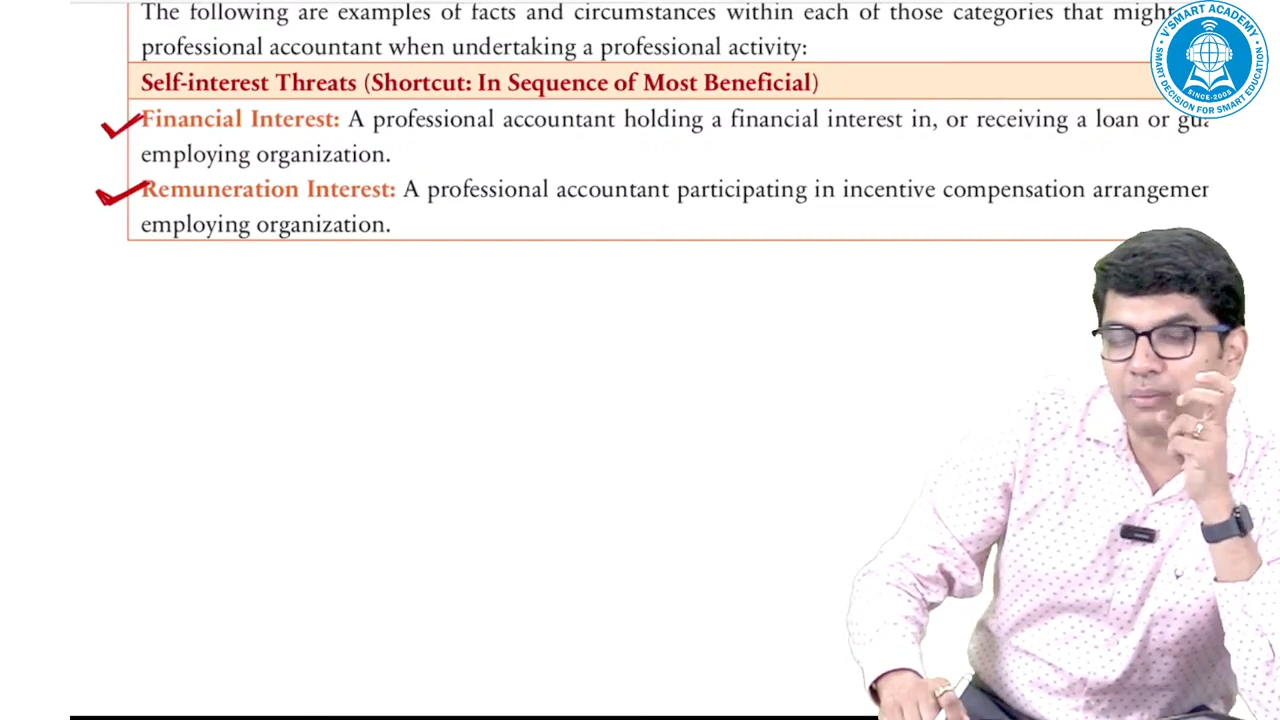 The following are examples of facts and circumstances within each of those categories that might
professional accountant when undertaking a professional activity:
Self-interest Threats (Shortcut: In Sequence of Most Beneficial)
Financial Interest: A professional accountant holding a financial interest in, or receiving a loan or
employing organization.
Remuneration Interest: A professional accountant participating in incentive compensation
employing organization.
V'SMART ACADEMY
SINCE-2005
SMART DECISION FOR SMART EDUCATION